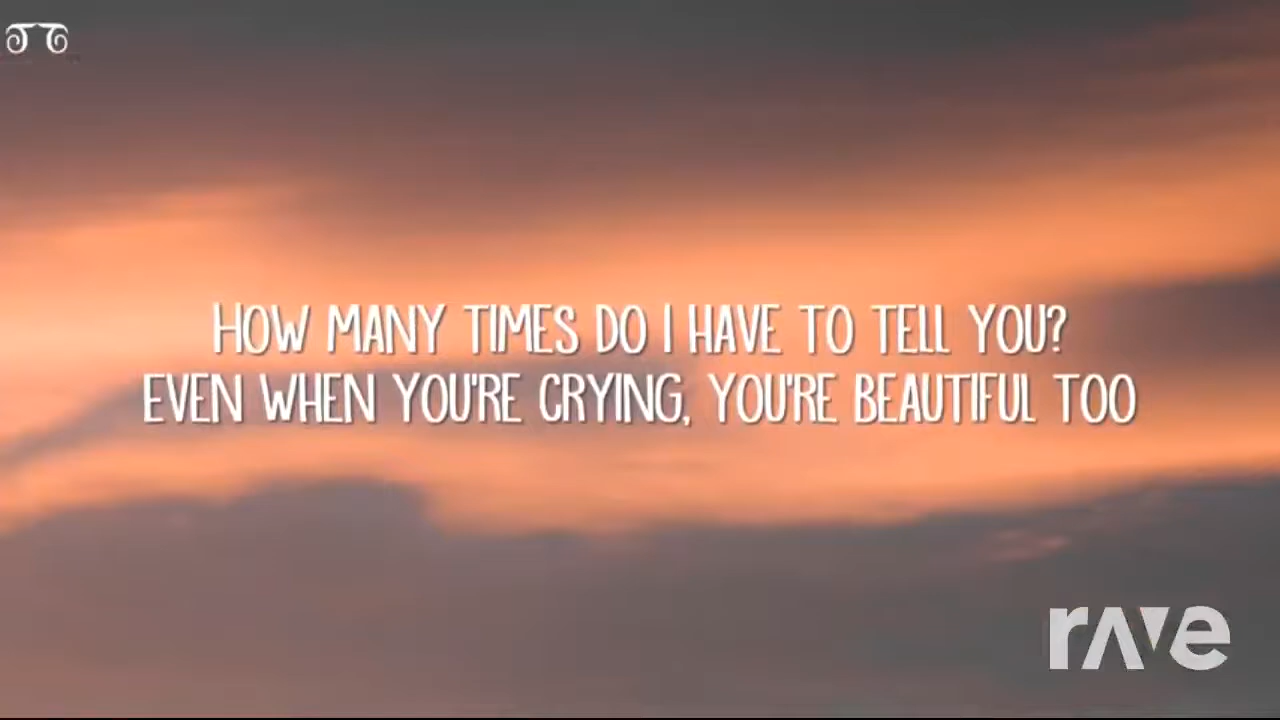 HOW MANY TIMES DO I HAVE TO TELL YOU?
EVEN WHEN YOU'RE CRYING, YOU'RE BEAUTIFUL TOO
rave